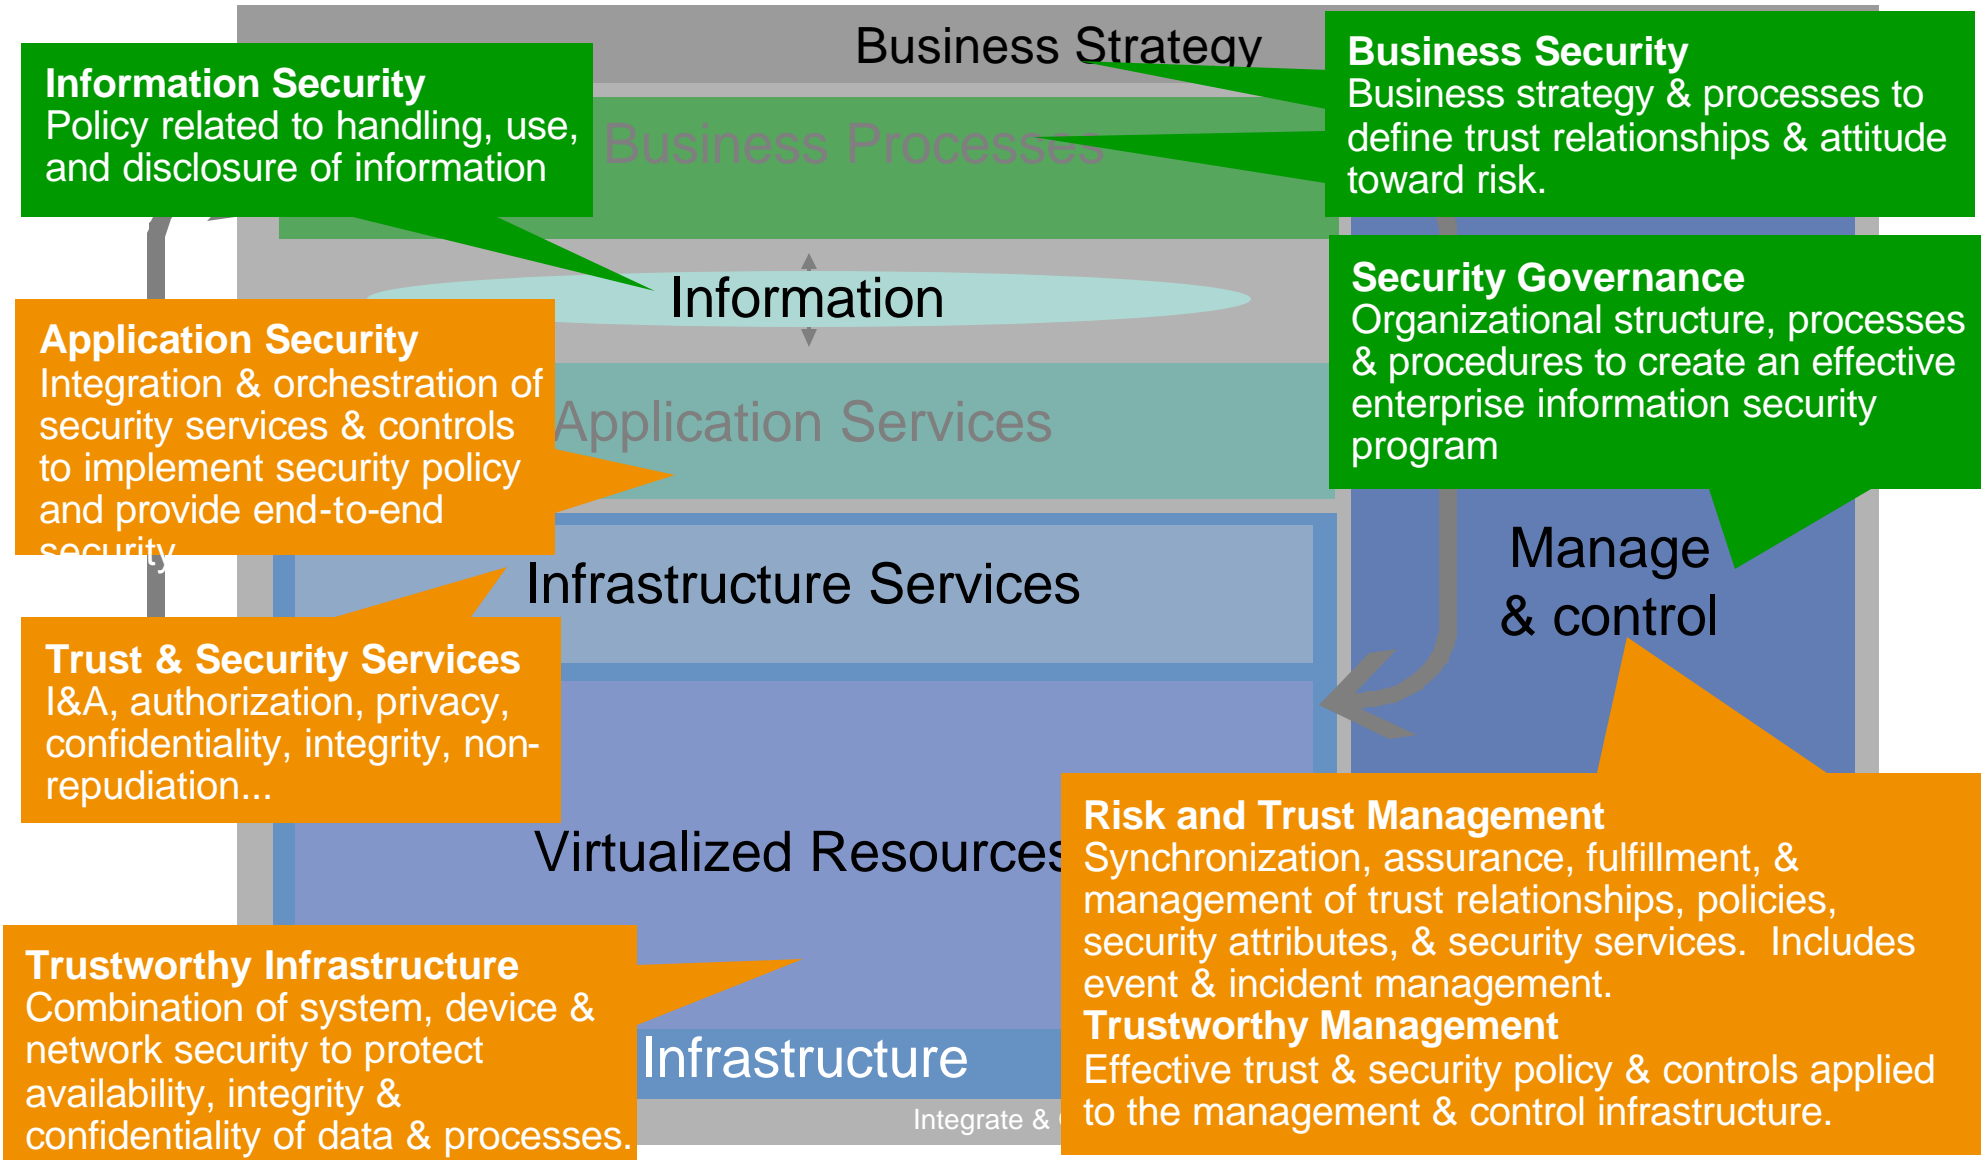 Business Strategy
Information Security
Policy related to handling, use,
and disclosure of information
Business Processes
Business Security
Business strategy & processes to
define trust relationships & attitude
toward risk.
Information
Security Governance
Organizational structure, processes
& procedures to create an effective
enterprise information security
program
Application Security
Integration & orchestration of
security services & controls
to implement security policy
and provide end-to-end
security
Application Services
Manage
& control
Infrastructure Services
Trust & Security Services
I&A, authorization, privacy,
confidentiality, integrity, non-
repudiation...
Virtualized Resources
Risk and Trust Management
Synchronization, assurance, fulfillment, &
management of trust relationships, policies,
security attributes, & security services.  Includes
event & incident management.
Trustworthy Management
Effective trust & security policy & controls applied
to the management & control infrastructure.
Trustworthy Infrastructure
Combination of system, device &
network security to protect
availability, integrity &
confidentiality of data & processes.
Infrastructure
Integrate &